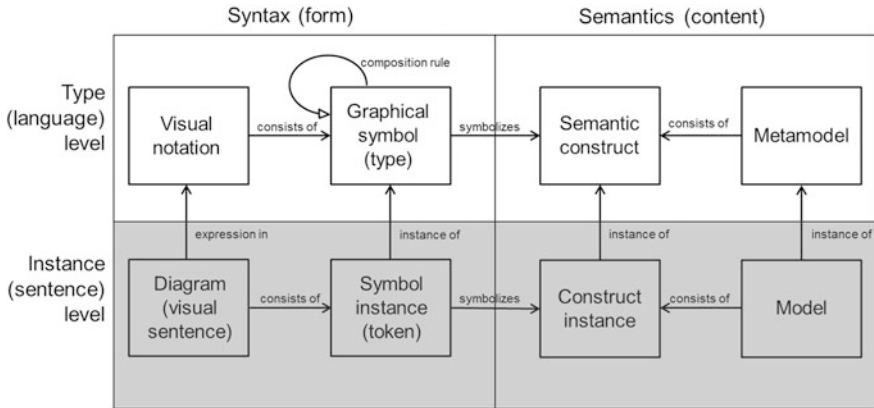 Syntax (form)
Semantics (content)
composition rule
Type
(language)
level
Visual
notation
consists of
Graphical
symbol
(type)
symbolizes
Semantic
construct
consists of
Metamodel
expression in
instance of
instance of
instance of
Instance
(sentence)
level
Diagram
(visual
sentence)
consists of
Symbol
instance
(token)
symbolizes
Construct
instance
consists of
Model